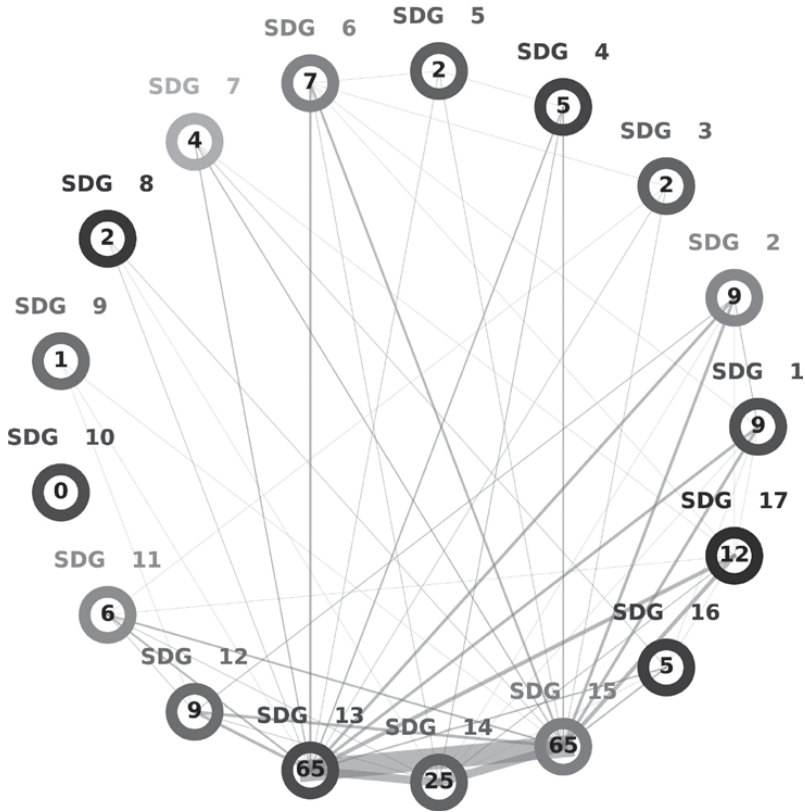 SDG 5
SDG 6
2
SDG 4
7
5
SDG 7
SDG 3
4
2
SDG 8
2
SDG 2
9
SDG 9
1
SDG 1
9
SDG 10
0
SDG 17
12
SDG 11
6
SDG 16
5
SDG 12
9
SDG 15
65
SDG 13
65
SDG 14
25